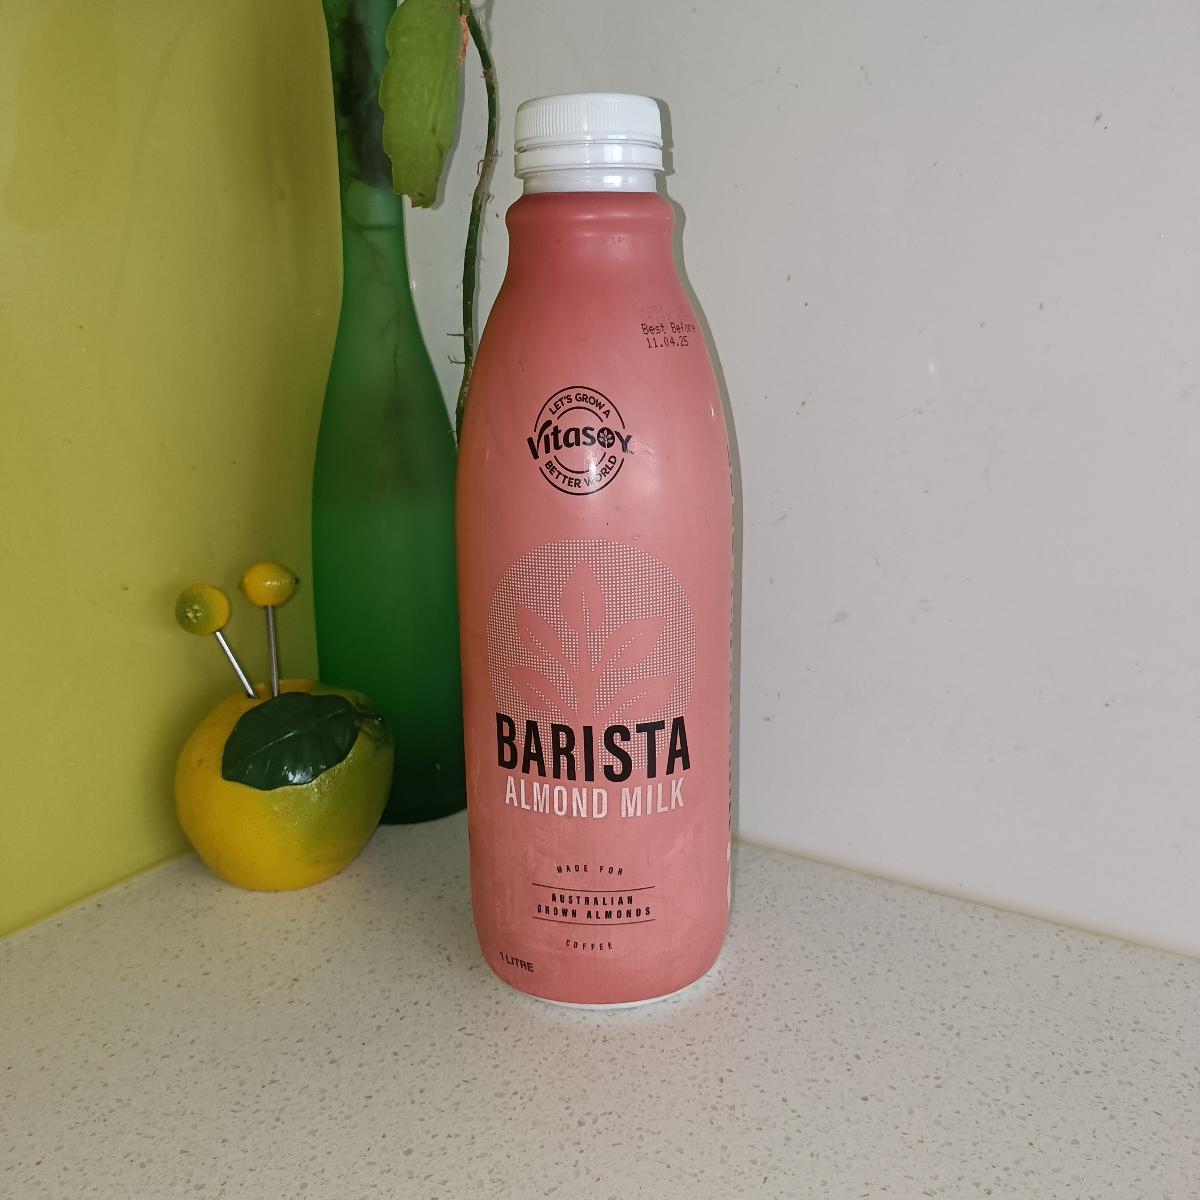 Best Before
11.04.25
LET'S GROW A
Vitasoy
BETTER WORLD
BARISTA
ALMOND MILK
MADE FOR
AUSTRALIAN
GROWN ALMONDS
COFFEE
1 LITRE